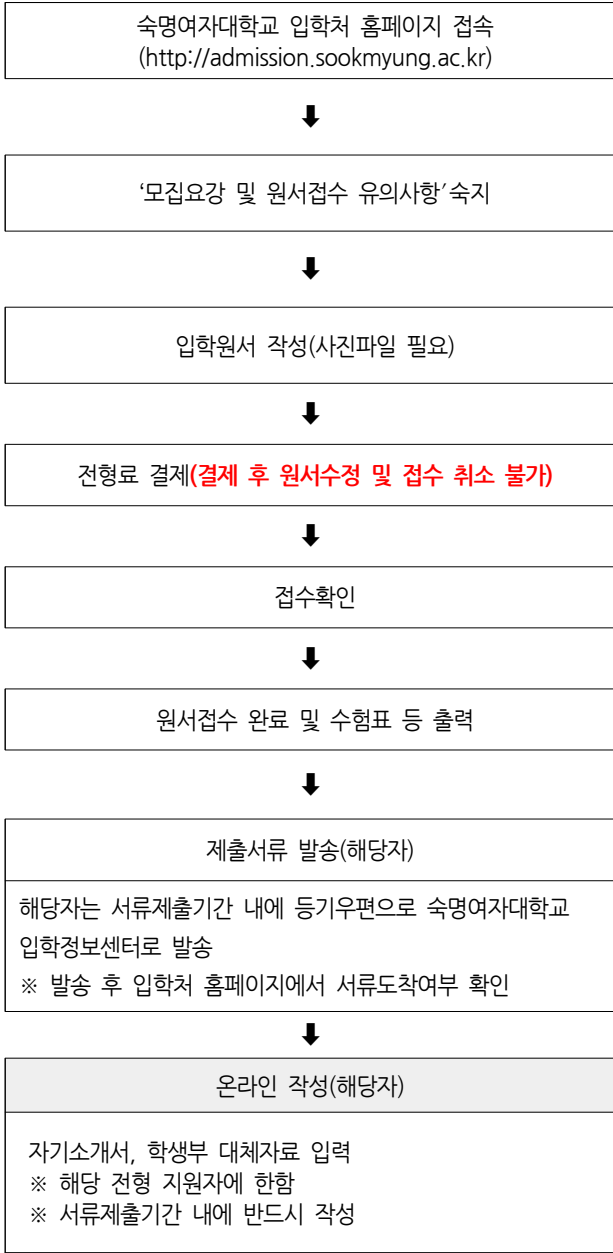 숙명여자대학교 입학처 홈페이지 접속
(http://admission.sookmyung.ac.kr)
‘모집요강 및 원서접수 유의사항’숙지
입학원서 작성(사진파일 필요)
전형료 결제(결제 후 원서수정 및 접수 취소 불가)
접수확인
원서접수 완료 및 수험표 등 출력
제출서류 발송(해당자)
해당자는 서류제출기간 내에 등기우편으로 숙명여자대학교
입학정보센터로 발송
※ 발송 후 입학처 홈페이지에서 서류도착여부 확인
온라인 작성(해당자)
자기소개서, 학생부 대체자료 입력
※ 해당 전형 지원자에 한함
※ 서류제출기간 내에 반드시 작성